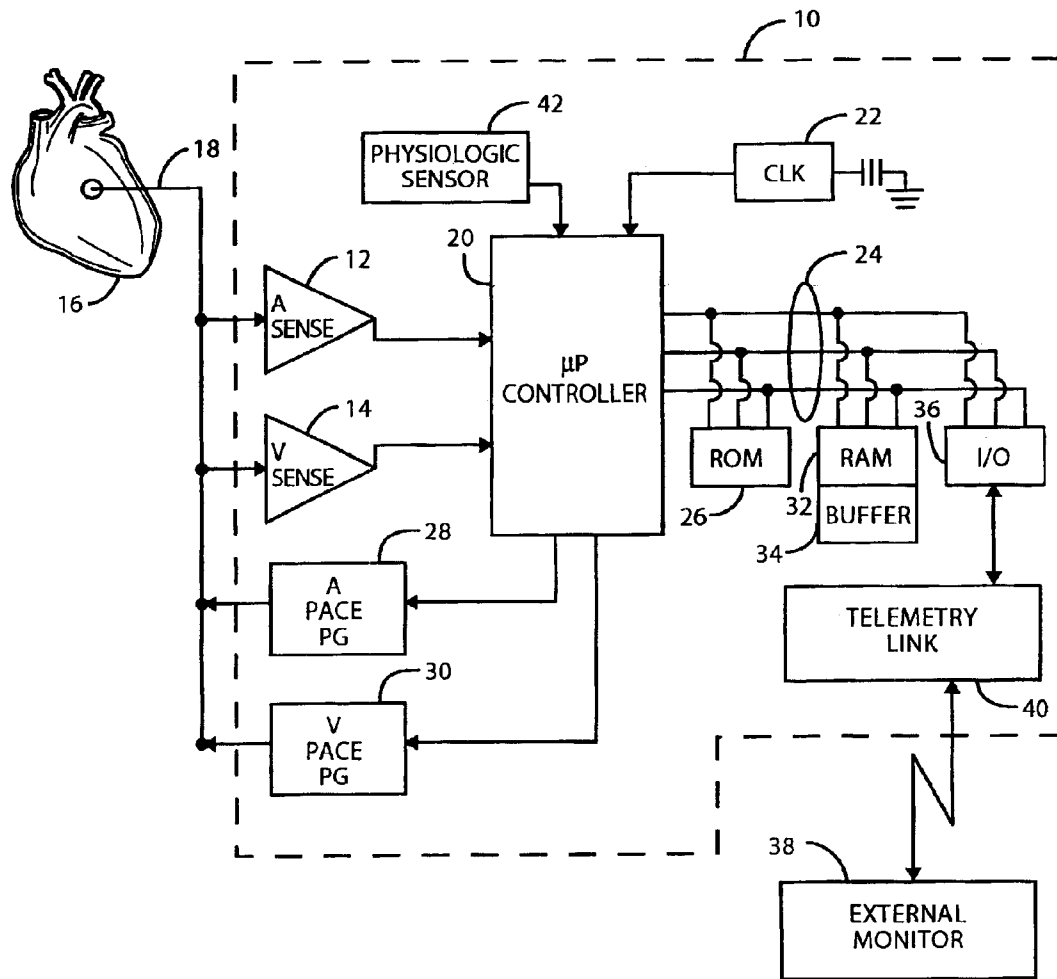 10
42
22
PHYSIOLOGIC
SENSOR
CLK
18
20
24
12
16
A
SENSE
µP
CONTROLLER
14
V
SENSE
36
ROM
RAM
I/O
32
26
BUFFER
34
28
A
PACE
PG
TELEMETRY
LINK
30
40
V
PACE
PG
38
EXTERNAL
MONITOR